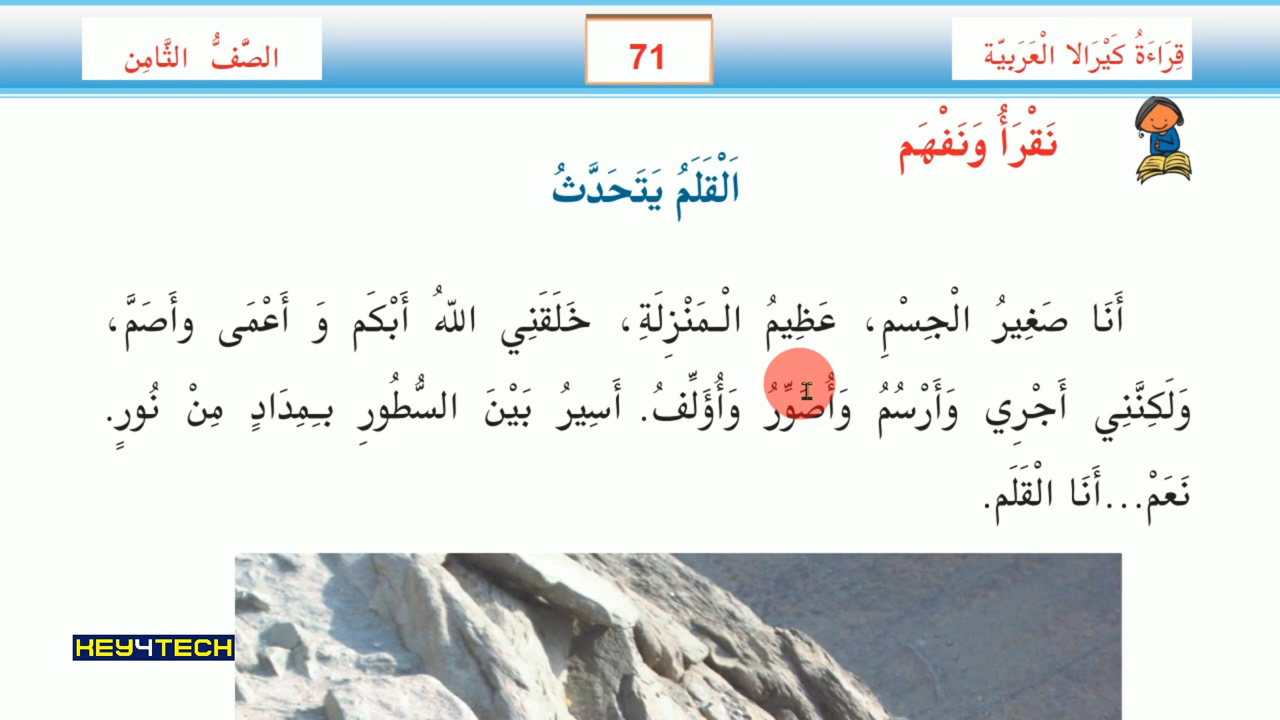 قِرَاءَةُ كَيْرَالا الْعَرَبِيّة
71
الصَّفُّ الثَّامِن
نَقْرَأُ وَنَفْهَم
اَلْقَلَمُ يَتَحَدَّثُ
أَنَا صَغِيرُ الْجِسْمِ، عَظِيمُ الْـمَنْزِلَةِ، خَلَقَنِي اللهُ أَبْكَم وَ أَعْمَى وأَصَمَّ،
وَلَكِنَّنِي أَجْرِي وَأَرْسُمُ وَأُصَوِّرُ وَأُؤَلِّفُ. أَسِيرُ بَيْنَ السُّطُورِ بـِمِدَادٍ مِنْ نُورٍ.
نَعَمْ...أَنَا الْقَلَم.
KEY4TECH